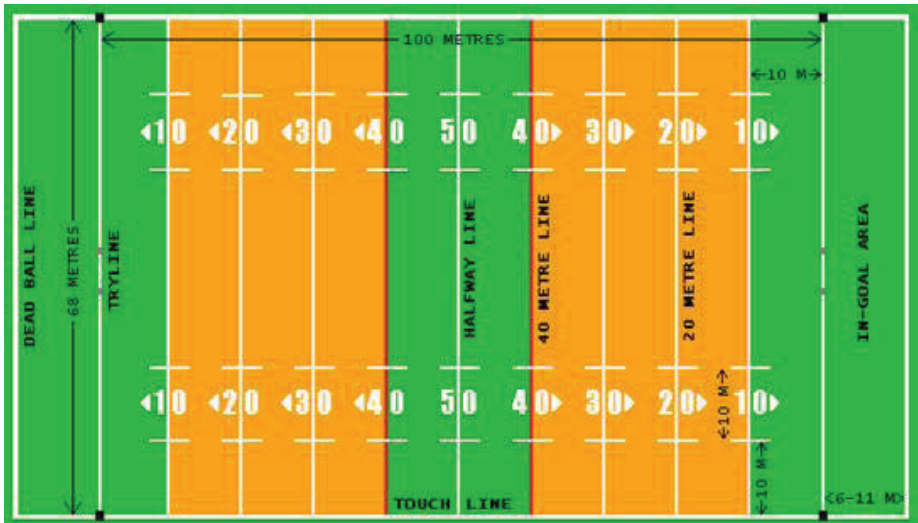 100 METRES
10 M
10 20 30 40 50 40 30 20 10
DEAD BALL LINE
68 METRES
TRYLINE
HALFWAY LINE
40 METRE LINE
20 METRE LINE
IN-GOAL AREA
10 20 30 40 50 40 30 20 10
10 M
10 M
TOUCH LINE
6-11 M